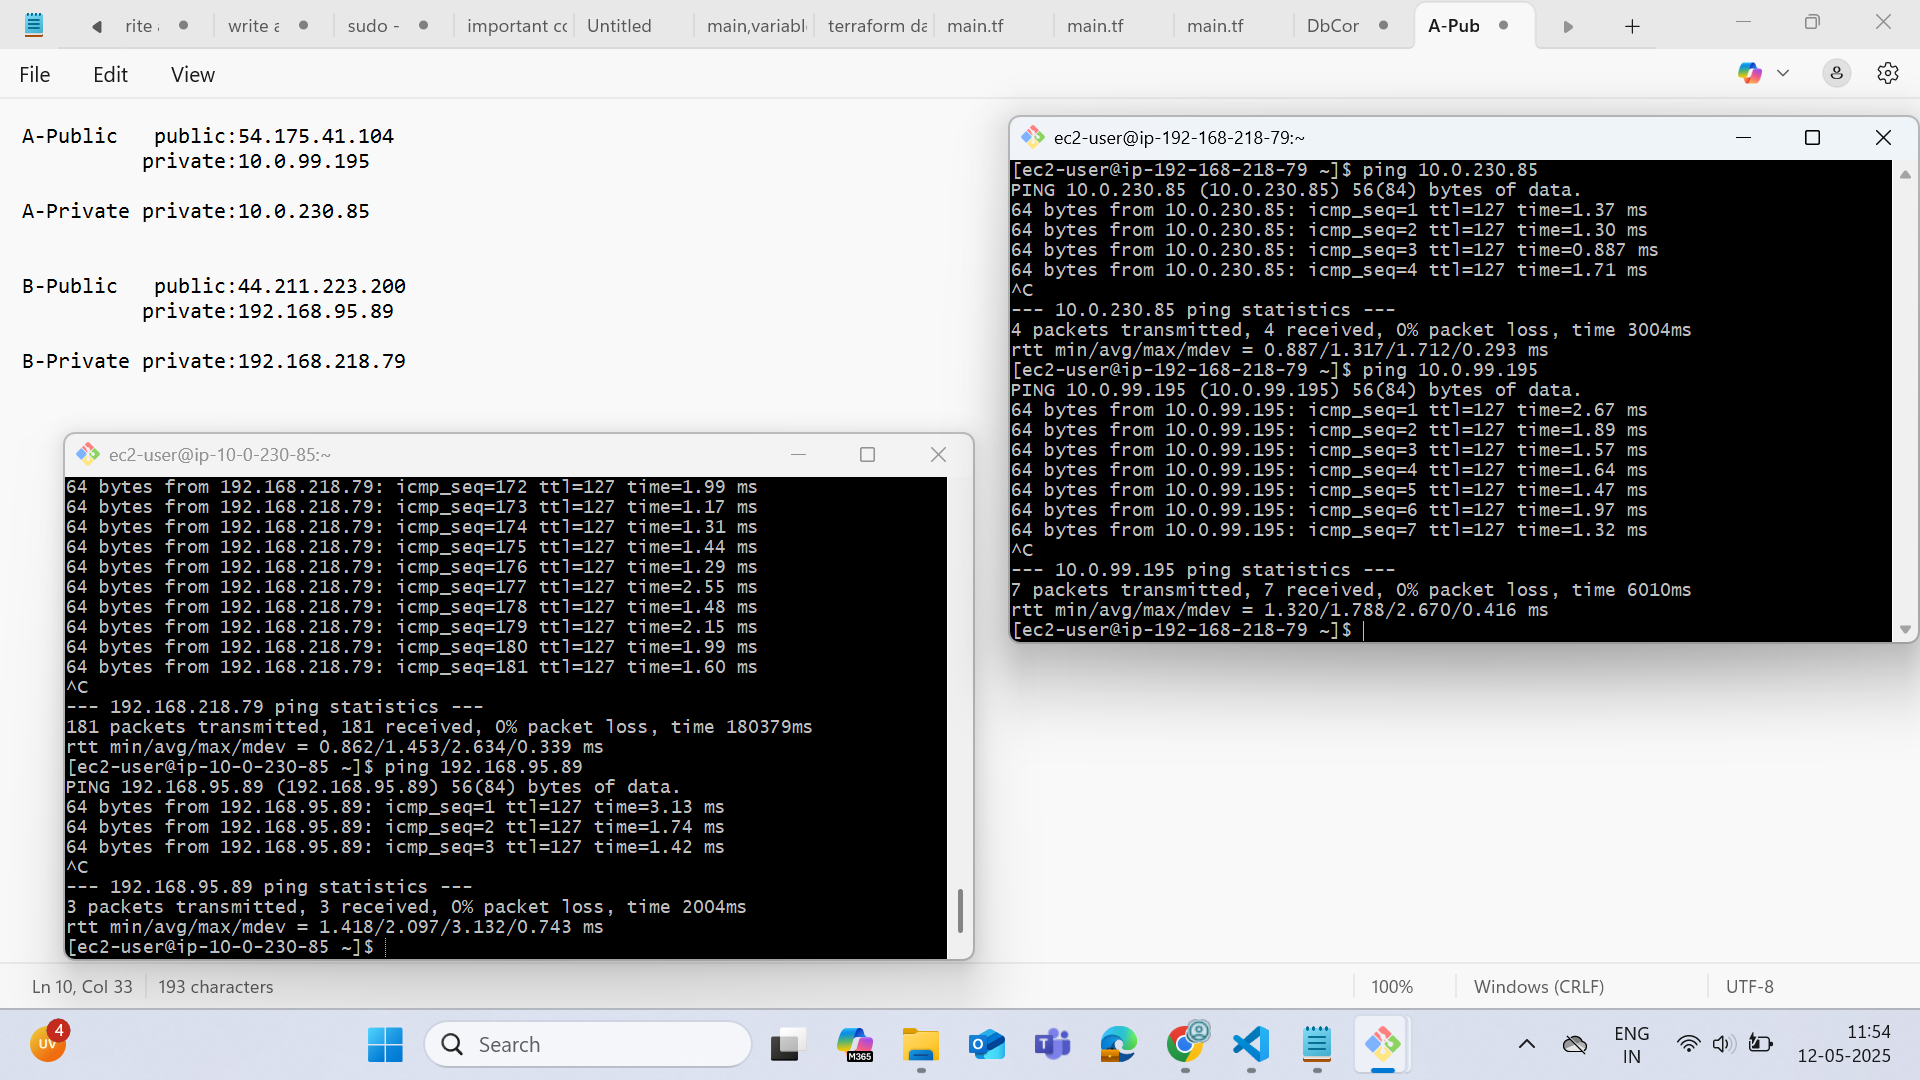 rite a
write a
sudo -
important cc
Untitled
main,variabl
terraform da
main.tf
main.tf
main.tf
DbCor
A-Pub
File
Edit
View
A-Public public:54.175.41.104
private:10.0.99.195
A-Private private:10.0.230.85
B-Public public:44.211.223.200
private:192.168.95.89
B-Private private:192.168.218.79
ec2-user@ip-192-168-218-79:~
[ec2-user@ip-192-168-218-79 ~]$ ping 10.0.230.85
PING 10.0.230.85 (10.0.230.85) 56(84) bytes of data.
64 bytes from 10.0.230.85: icmp_seq=1 ttl=127 time=1.37 ms
64 bytes from 10.0.230.85: icmp_seq=2 ttl=127 time=1.30 ms
64 bytes from 10.0.230.85: icmp_seq=3 ttl=127 time=0.887 ms
64 bytes from 10.0.230.85: icmp_seq=4 ttl=127 time=1.71 ms
^C
--- 10.0.230.85 ping statistics ---
4 packets transmitted, 4 received, 0% packet loss, time 3004ms
rtt min/avg/max/mdev = 0.887/1.317/1.712/0.293 ms
[ec2-user@ip-192-168-218-79 ~]$ ping 10.0.99.195
PING 10.0.99.195 (10.0.99.195) 56(84) bytes of data.
64 bytes from 10.0.99.195: icmp_seq=1 ttl=127 time=2.67 ms
64 bytes from 10.0.99.195: icmp_seq=2 ttl=127 time=1.89 ms
64 bytes from 10.0.99.195: icmp_seq=3 ttl=127 time=1.57 ms
64 bytes from 10.0.99.195: icmp_seq=4 ttl=127 time=1.64 ms
64 bytes from 10.0.99.195: icmp_seq=5 ttl=127 time=1.47 ms
64 bytes from 10.0.99.195: icmp_seq=6 ttl=127 time=1.97 ms
64 bytes from 10.0.99.195: icmp_seq=7 ttl=127 time=1.32 ms
^C
--- 10.0.99.195 ping statistics ---
7 packets transmitted, 7 received, 0% packet loss, time 6010ms
rtt min/avg/max/mdev = 1.320/1.788/2.670/0.416 ms
[ec2-user@ip-192-168-218-79 ~]$
ec2-user@ip-10-0-230-85:~
64 bytes from 192.168.218.79: icmp_seq=172 ttl=127 time=1.99 ms
64 bytes from 192.168.218.79: icmp_seq=173 ttl=127 time=1.17 ms
64 bytes from 192.168.218.79: icmp_seq=174 ttl=127 time=1.31 ms
64 bytes from 192.168.218.79: icmp_seq=175 ttl=127 time=1.44 ms
64 bytes from 192.168.218.79: icmp_seq=176 ttl=127 time=1.29 ms
64 bytes from 192.168.218.79: icmp_seq=177 ttl=127 time=2.55 ms
64 bytes from 192.168.218.79: icmp_seq=178 ttl=127 time=1.48 ms
64 bytes from 192.168.218.79: icmp_seq=179 ttl=127 time=2.15 ms
64 bytes from 192.168.218.79: icmp_seq=180 ttl=127 time=1.99 ms
64 bytes from 192.168.218.79: icmp_seq=181 ttl=127 time=1.60 ms
^C
--- 192.168.218.79 ping statistics ---
181 packets transmitted, 181 received, 0% packet loss, time 180379ms
rtt min/avg/max/mdev = 0.862/1.453/2.634/0.339 ms
[ec2-user@ip-10-0-230-85 ~]$ ping 192.168.95.89
PING 192.168.95.89 (192.168.95.89) 56(84) bytes of data.
64 bytes from 192.168.95.89: icmp_seq=1 ttl=127 time=3.13 ms
64 bytes from 192.168.95.89: icmp_seq=2 ttl=127 time=1.74 ms
64 bytes from 192.168.95.89: icmp_seq=3 ttl=127 time=1.42 ms
^C
--- 192.168.95.89 ping statistics ---
3 packets transmitted, 3 received, 0% packet loss, time 2004ms
rtt min/avg/max/mdev = 1.418/2.097/3.132/0.743 ms
[ec2-user@ip-10-0-230-85 ~]$
Ln 10, Col 33
193 characters
100%
Windows (CRLF)
UTF-8
UV
4
Search
M365
ENG
IN
11:54
12-05-2025